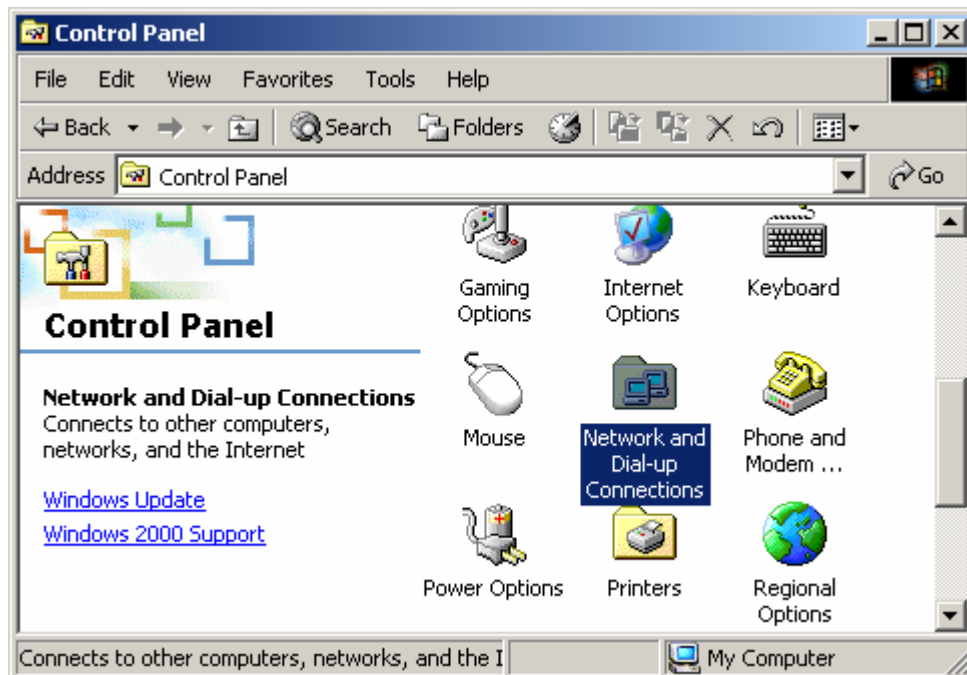 Control Panel
File Edit View Favorites Tools Help
Back Search Folders
Address Control Panel Go
Control Panel
Network and Dial-up Connections
Connects to other computers,
networks, and the Internet
Windows Update
Windows 2000 Support
Gaming
Options
Internet
Options
Keyboard
Mouse
Network and
Dial-up
Connections
Phone and
Modem ...
Power Options
Printers
Regional
Options
Connects to other computers, networks, and the I
My Computer